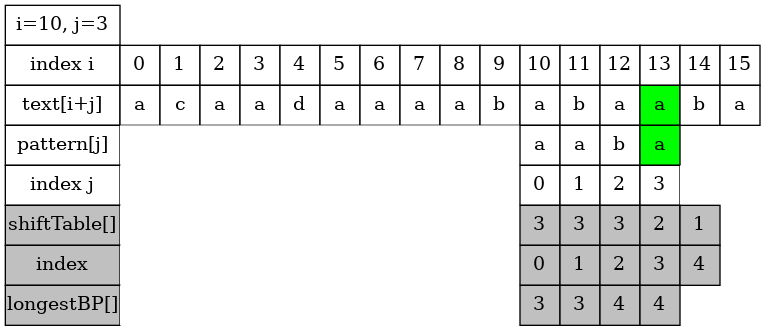 i=10, j=3
index i 0 1 2 3 4 5 6 7 8 9 10 11 12 13 14 15
text[i+j] a c a a d a a a a b a b a a b a
pattern[j] a a b a
index j 0 1 2 3
shiftTable[] 3 3 3 2 1
index 0 1 2 3 4
longestBP[] 3 3 4 4